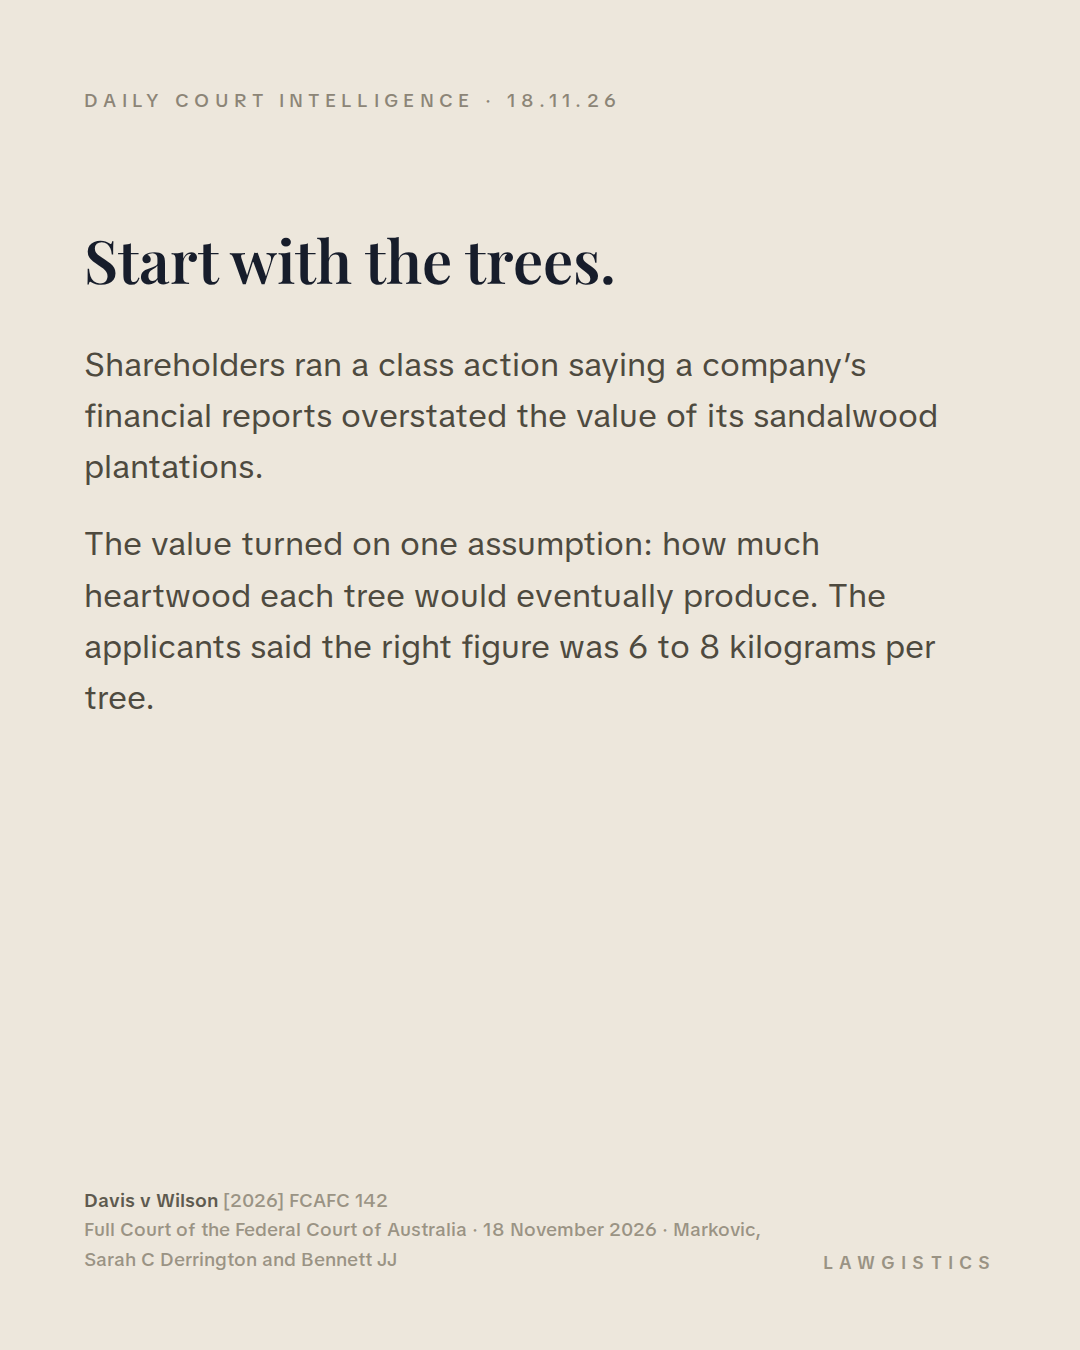 DAILY COURT INTELLIGENCE · 18.11.26
Start with the trees.
Shareholders ran a class action saying a company’s
financial reports overstated the value of its sandalwood
plantations.
The value turned on one assumption: how much
heartwood each tree would eventually produce. The
applicants said the right figure was 6 to 8 kilograms per
tree.
Davis v Wilson [2026] FCAFC 142
Full Court of the Federal Court of Australia · 18 November 2026 · Markovic,
Sarah C Derrington and Bennett JJ
LAWGISTICS